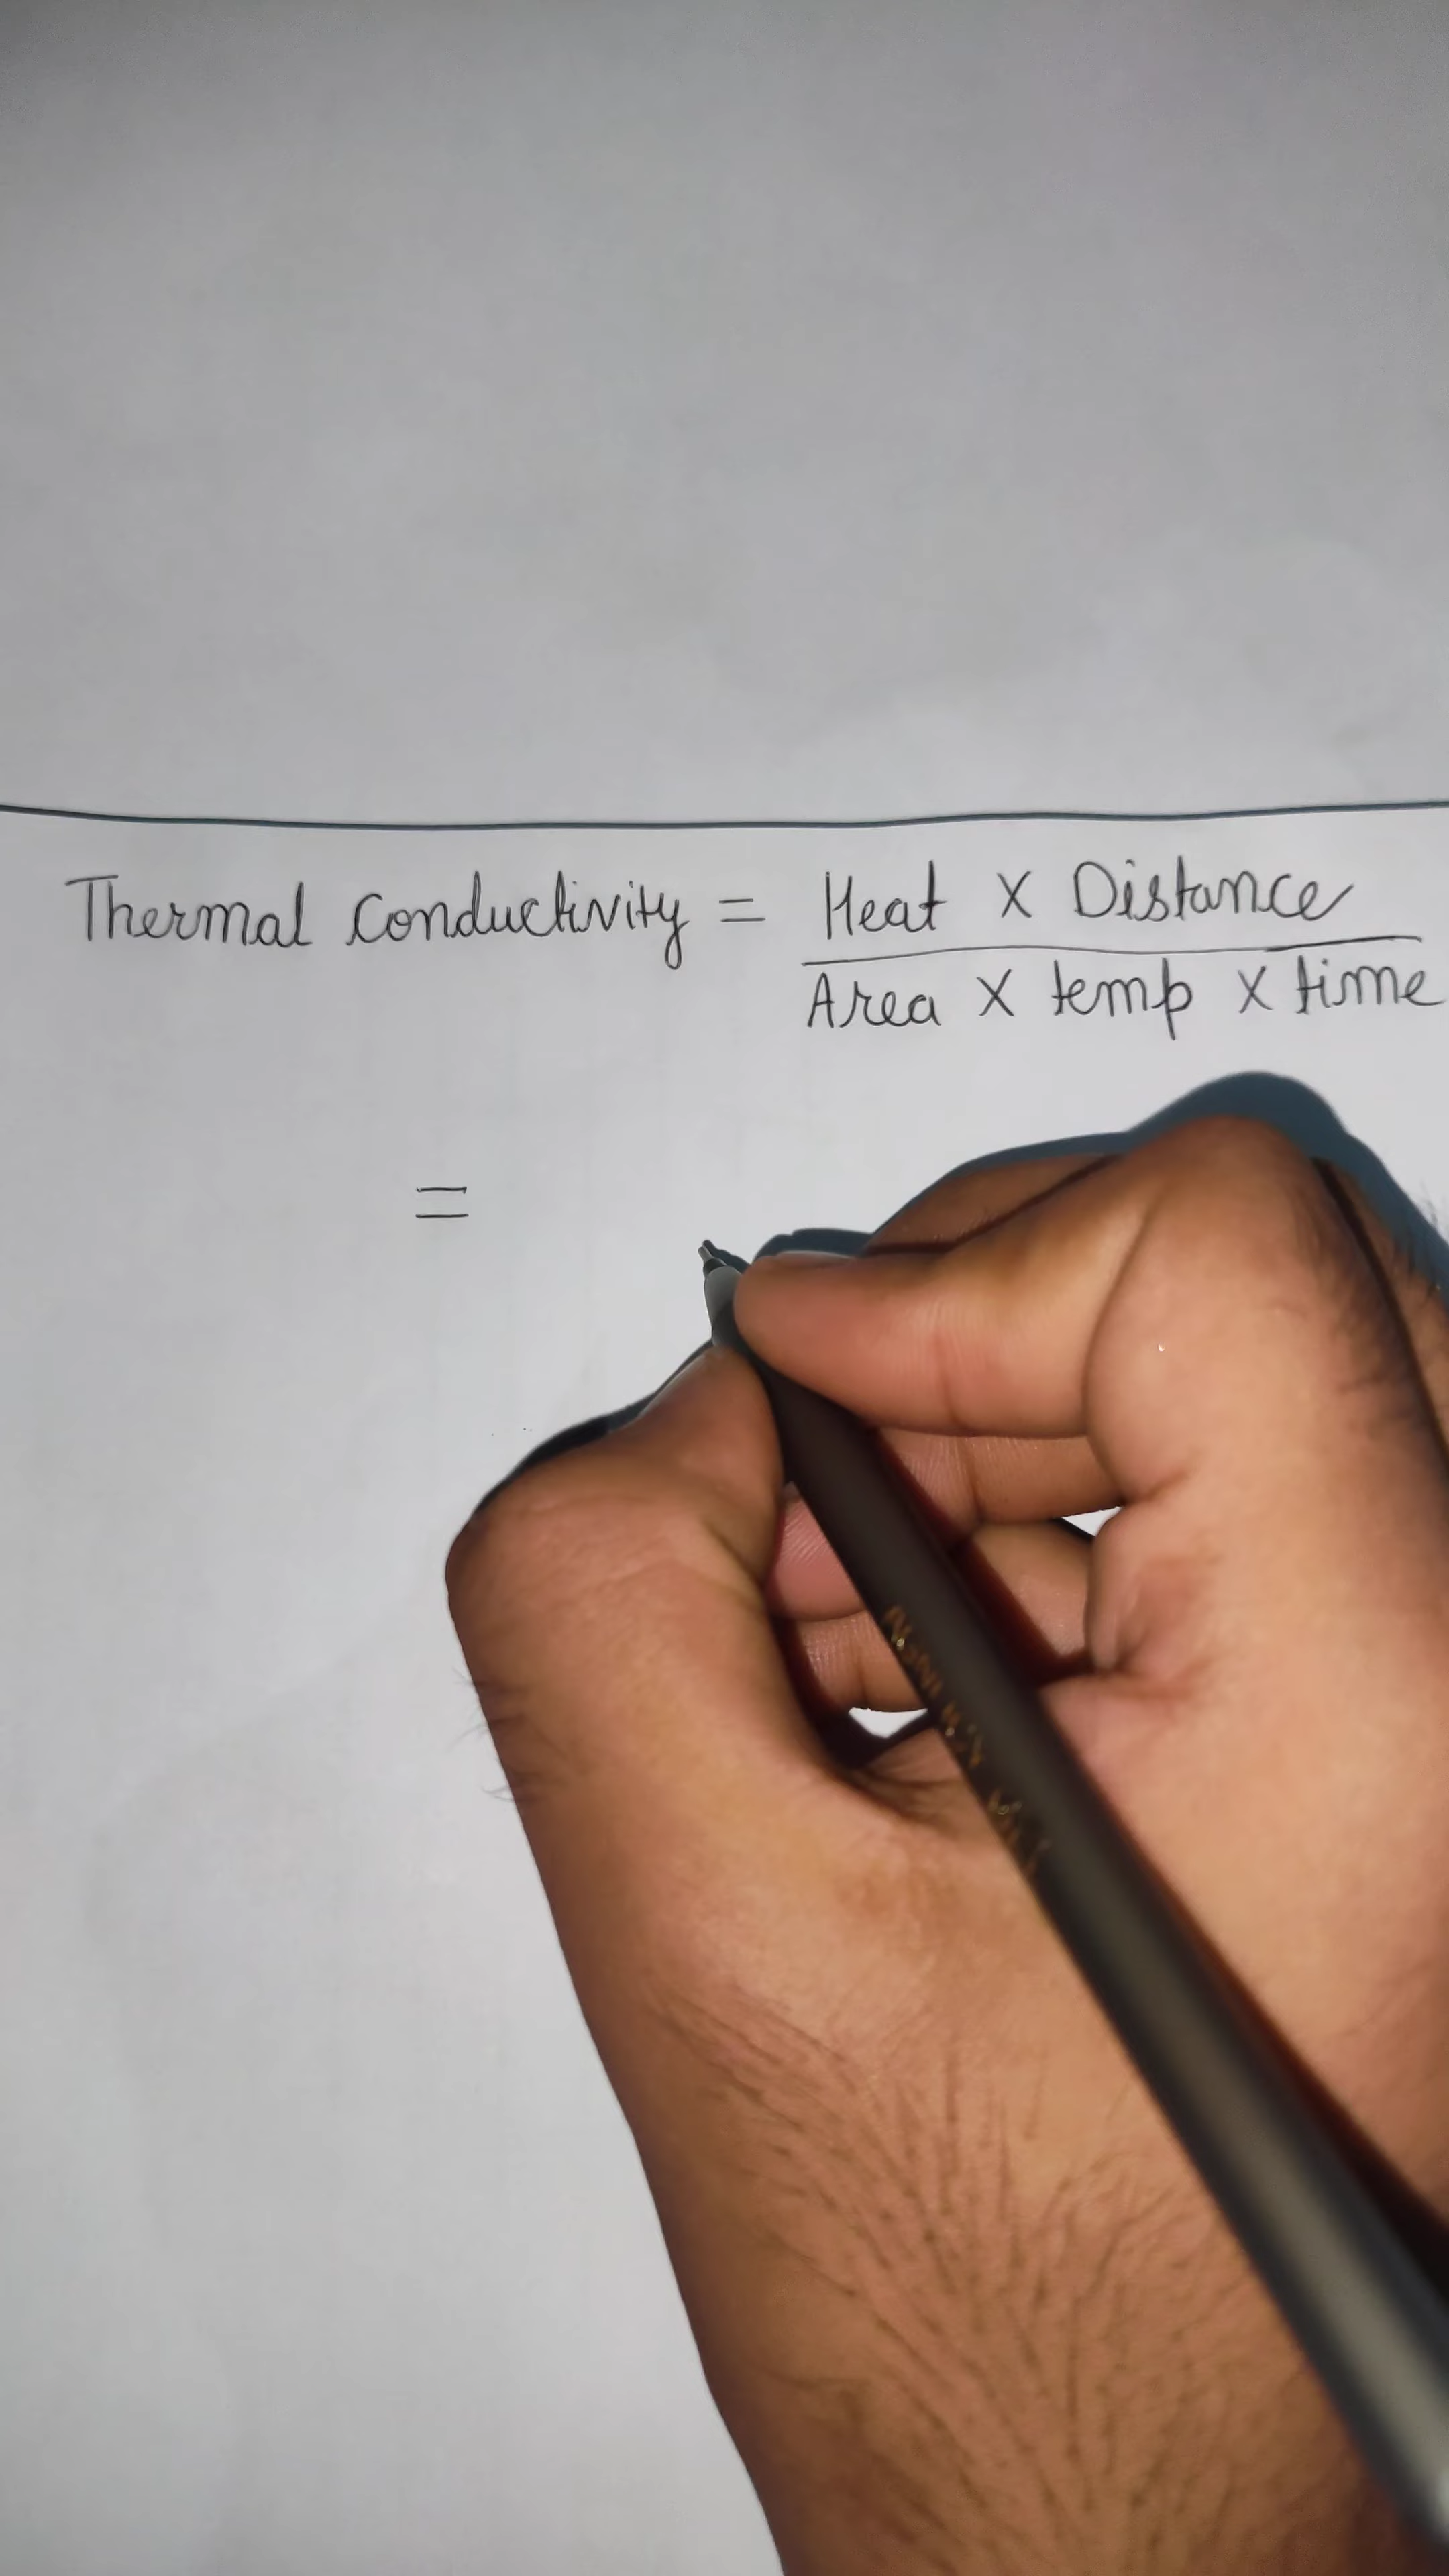 Thermal Conductivity = Heat X Distance
Area X temp X time
=